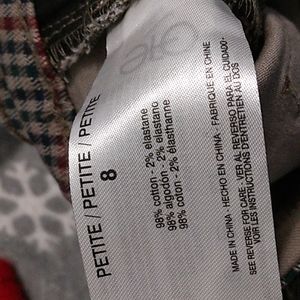 PETITE / PETITE / PETITE
8
98% cotton - 2% elastane
98% algodón - 2% elastano
98% coton - 2% élasthanne
MADE IN CHINA - HECHO EN CHINA - FABRIQUE EN CHINE
SEE REVERSE FOR CARE - VER AL REVERSO PARA EL CUIDADO-
VOIR LES INSTRUCTIONS D'ENTRETIEN AU DOS